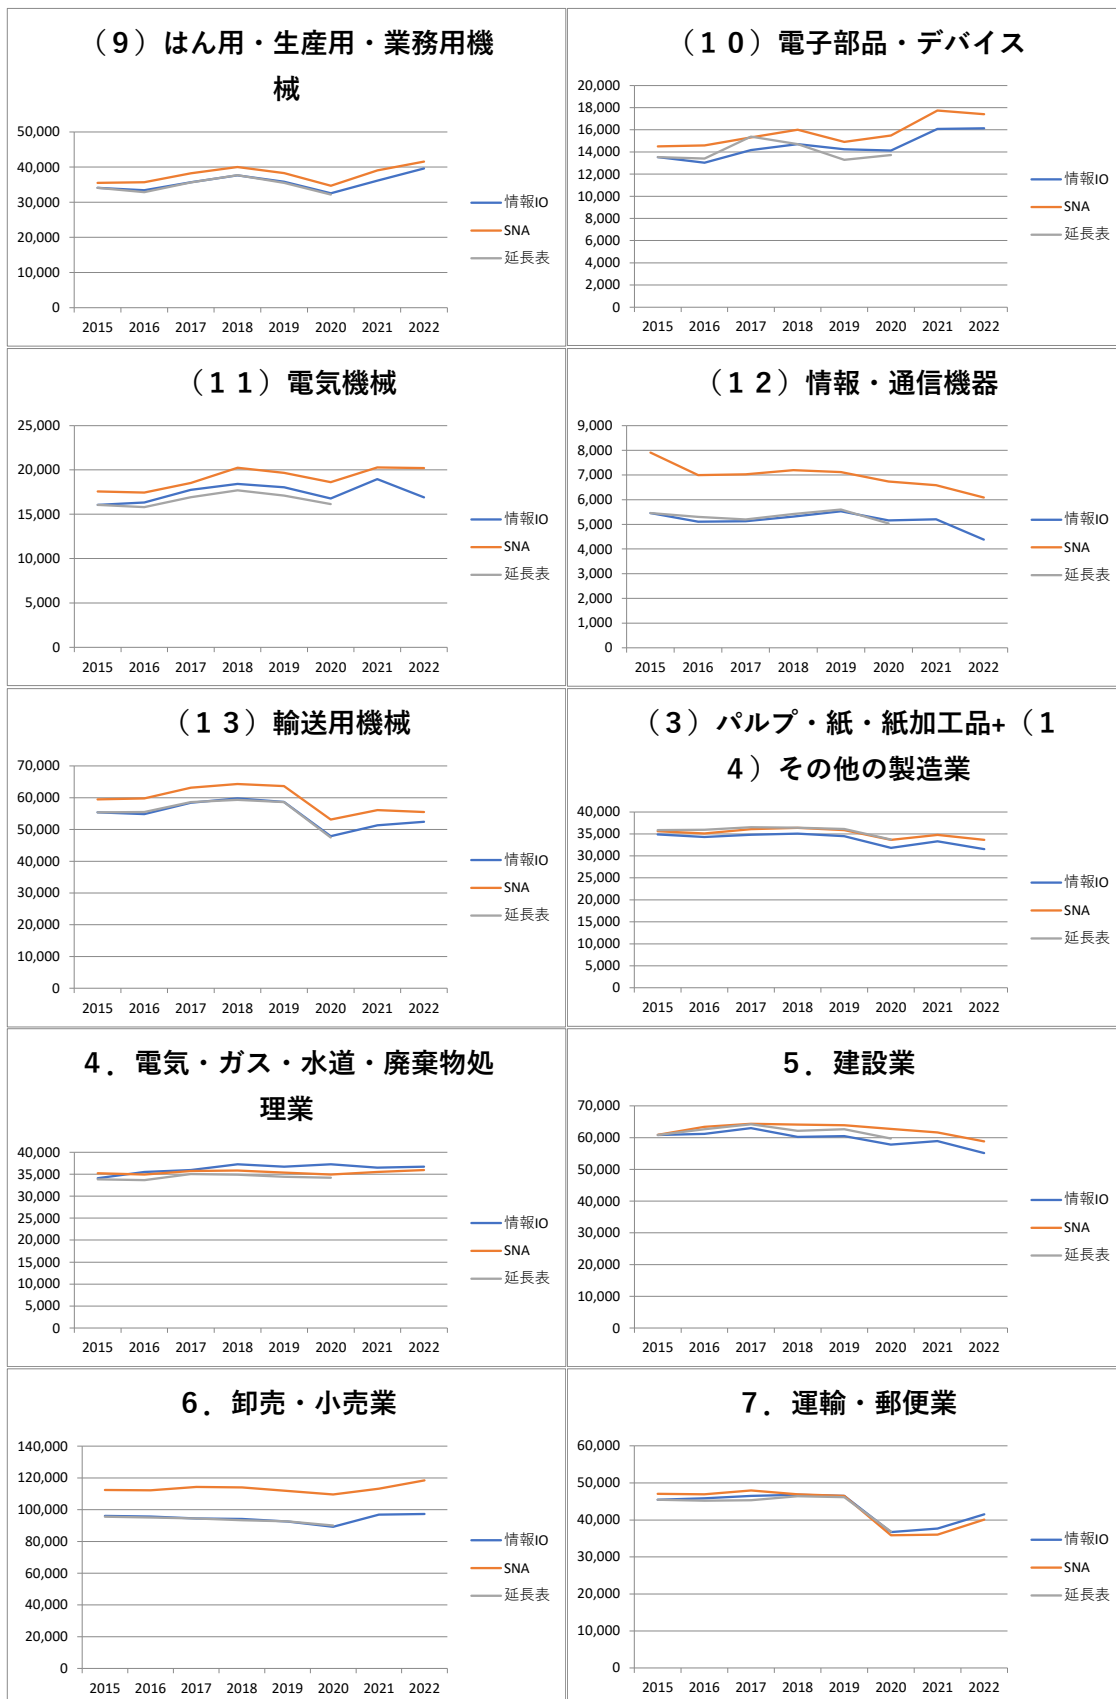 （9）はん用・生産用・業務用機
械
50,000
40,000
30,000
20,000
10,000
0
2015 2016 2017 2018 2019 2020 2021 2022
情報IO
SNA
延長表
（10）電子部品・デバイス
20,000
18,000
16,000
14,000
12,000
10,000
8,000
6,000
4,000
2,000
0
2015 2016 2017 2018 2019 2020 2021 2022
情報IO
SNA
延長表
（11）電気機械
25,000
20,000
15,000
10,000
5,000
0
2015 2016 2017 2018 2019 2020 2021 2022
情報IO
SNA
延長表
（12）情報・通信機器
9,000
8,000
7,000
6,000
5,000
4,000
3,000
2,000
1,000
0
2015 2016 2017 2018 2019 2020 2021 2022
情報IO
SNA
延長表
（13）輸送用機械
70,000
60,000
50,000
40,000
30,000
20,000
10,000
0
2015 2016 2017 2018 2019 2020 2021 2022
情報IO
SNA
延長表
（3）パルプ・紙・紙加工品+（1
4）その他の製造業
40,000
35,000
30,000
25,000
20,000
15,000
10,000
5,000
0
2015 2016 2017 2018 2019 2020 2021 2022
情報IO
SNA
延長表
4．電気・ガス・水道・廃棄物処
理業
40,000
35,000
30,000
25,000
20,000
15,000
10,000
5,000
0
2015 2016 2017 2018 2019 2020 2021 2022
情報IO
SNA
延長表
5．建設業
70,000
60,000
50,000
40,000
30,000
20,000
10,000
0
2015 2016 2017 2018 2019 2020 2021 2022
情報IO
SNA
延長表
6．卸売・小売業
140,000
120,000
100,000
80,000
60,000
40,000
20,000
0
2015 2016 2017 2018 2019 2020 2021 2022
情報IO
SNA
延長表
7．運輸・郵便業
60,000
50,000
40,000
30,000
20,000
10,000
0
2015 2016 2017 2018 2019 2020 2021 2022
情報IO
SNA
延長表